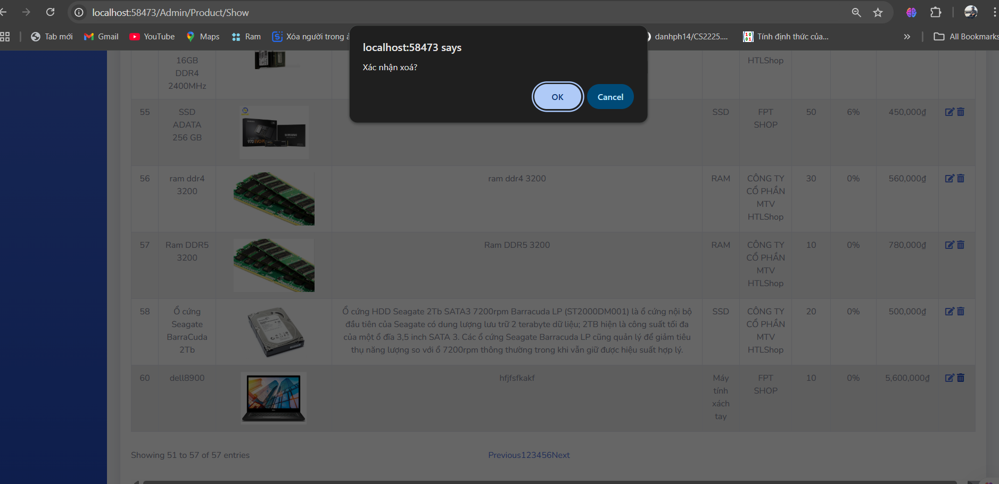 localhost:58473/Admin/Product/Show
Tab mới
Gmail
YouTube
Maps
Ram
Xóa người trong ả
danhph14/CS2225....
Tính định thức của...
All Bookmarks
localhost:58473 says
Xác nhận xoá?
OK
Cancel
16GB
DDR4
2400MHz
HTLShop
55
SSD
ADATA
256 GB
SAMSUNG
970 EVO Pl
SSD
FPT
SHOP
50
6%
450,000₫
56
ram ddr4
3200
ram ddr4 3200
RAM
CÔNG TY
CỔ PHẦN
MTV
HTLShop
30
0%
560,000₫
57
Ram DDR5
3200
Ram DDR5 3200
RAM
CÔNG TY
CỔ PHẦN
MTV
HTLShop
10
0%
780,000₫
58
Ổ cứng
Seagate
BarraCuda
2Tb
Ổ cứng HDD Seagate 2Tb SATA3 7200rpm Barracuda LP (ST2000DM001) là ổ cứng nội bộ
đầu tiên của Seagate có dung lượng lưu trữ 2 terabyte dữ liệu; 2TB hiện là công suất tối đa
của một ổ đĩa 3,5 inch SATA 3. Các ổ cứng Seagate Barracuda LP cũng quản lý để giảm tiêu
thụ năng lượng so với ổ 7200rpm thông thường trong khi vẫn giữ được hiệu suất hợp lý.
SSD
CÔNG TY
CỔ PHẦN
MTV
HTLShop
20
0%
500,000₫
60
dell8900
hfjfsfkakf
Máy
tính
xách
tay
FPT
SHOP
10
0%
5,600,000₫
Showing 51 to 57 of 57 entries
Previous123456Next